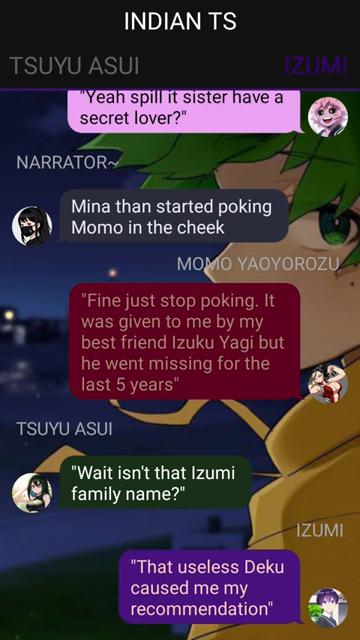 INDIAN TS
TSUYU ASUI
IZUMI
"Yeah spill it sister have a
secret lover?"
NARRATOR~
Mina than started poking
Momo in the cheek
MOMO YAOYOROZU
"Fine just stop poking. It
was given to me by my
best friend Izuku Yagi but
he went missing for the
last 5 years"
TSUYU ASUI
"Wait isn't that Izumi
family name?"
IZUMI
"That useless Deku
caused me my
recommendation"